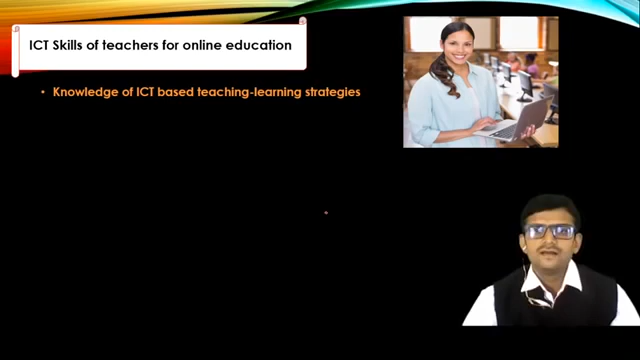 ICT Skills of teachers for online education
• Knowledge of ICT based teaching-learning strategies